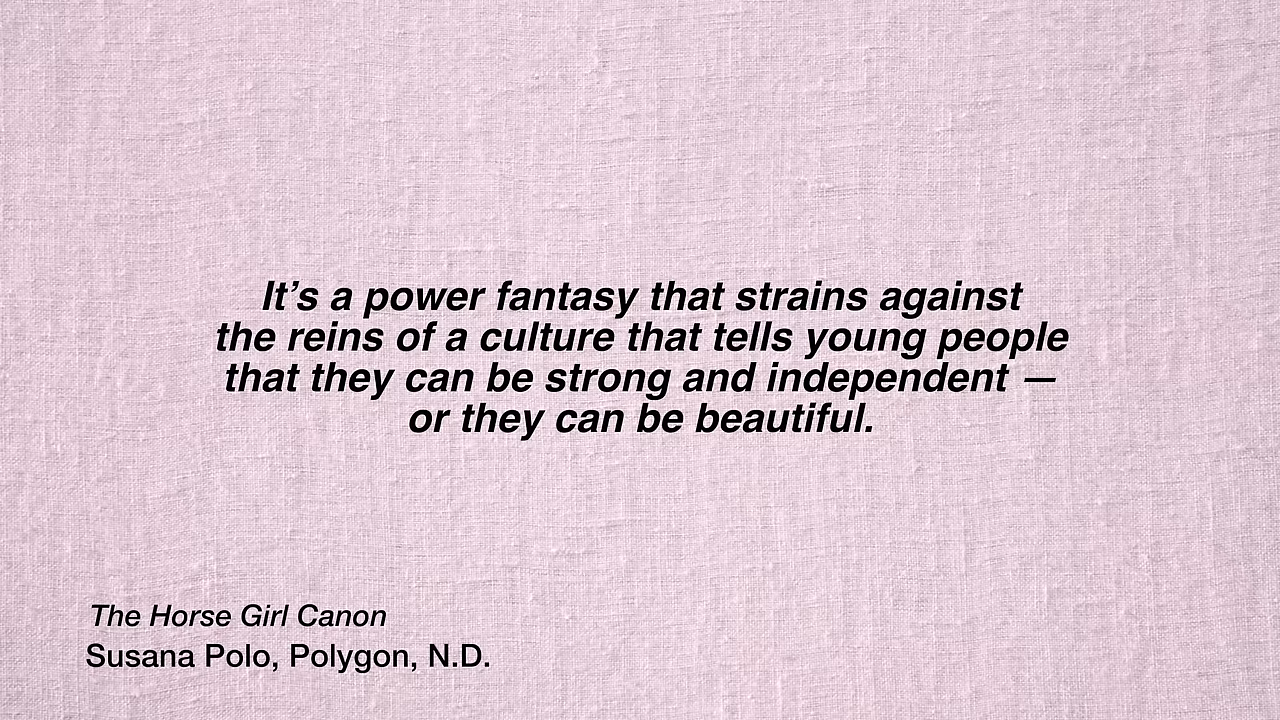 It’s a power fantasy that strains against
the reins of a culture that tells young people
that they can be strong and independent —
or they can be beautiful.
The Horse Girl Canon
Susana Polo, Polygon, N.D.